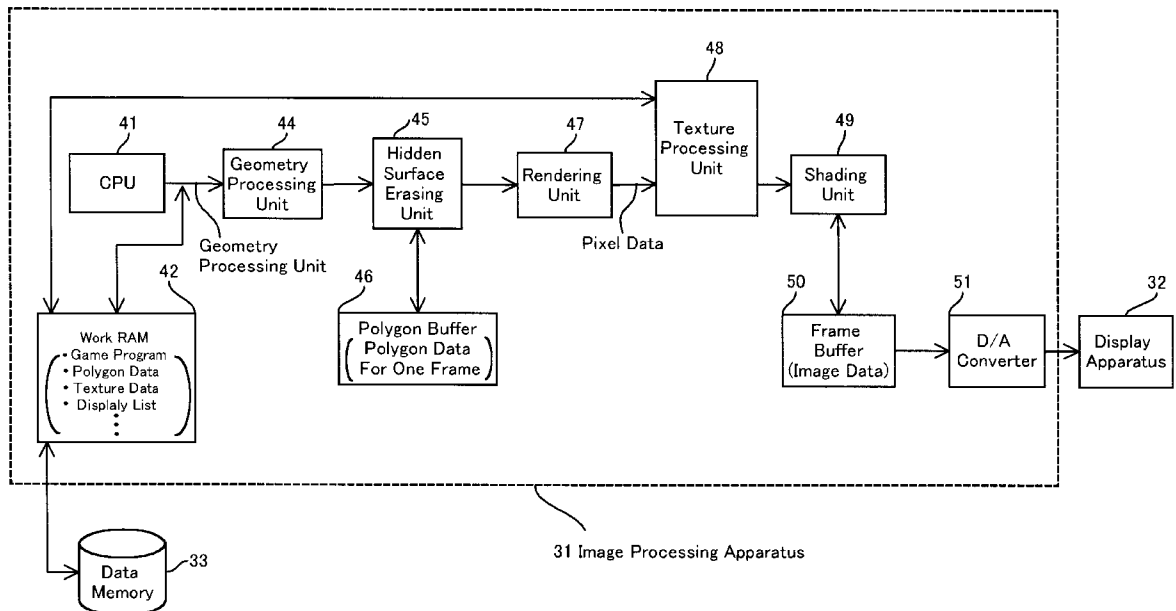 48
41
44
45
47
49
CPU
Geometry
Processing
Unit
Hidden
Surface
Erasing
Unit
Rendering
Unit
Texture
Processing
Unit
Shading
Unit
Geometry
Processing Unit
Pixel Data
42
46
50
51
32
Work RAM
• Game Program
• Polygon Data
• Texture Data
• Displaly List
Polygon Buffer
Polygon Data
For One Frame
Frame
Buffer
(Image Data)
D/A
Converter
Display
Apparatus
31 Image Processing Apparatus
33
Data
Memory